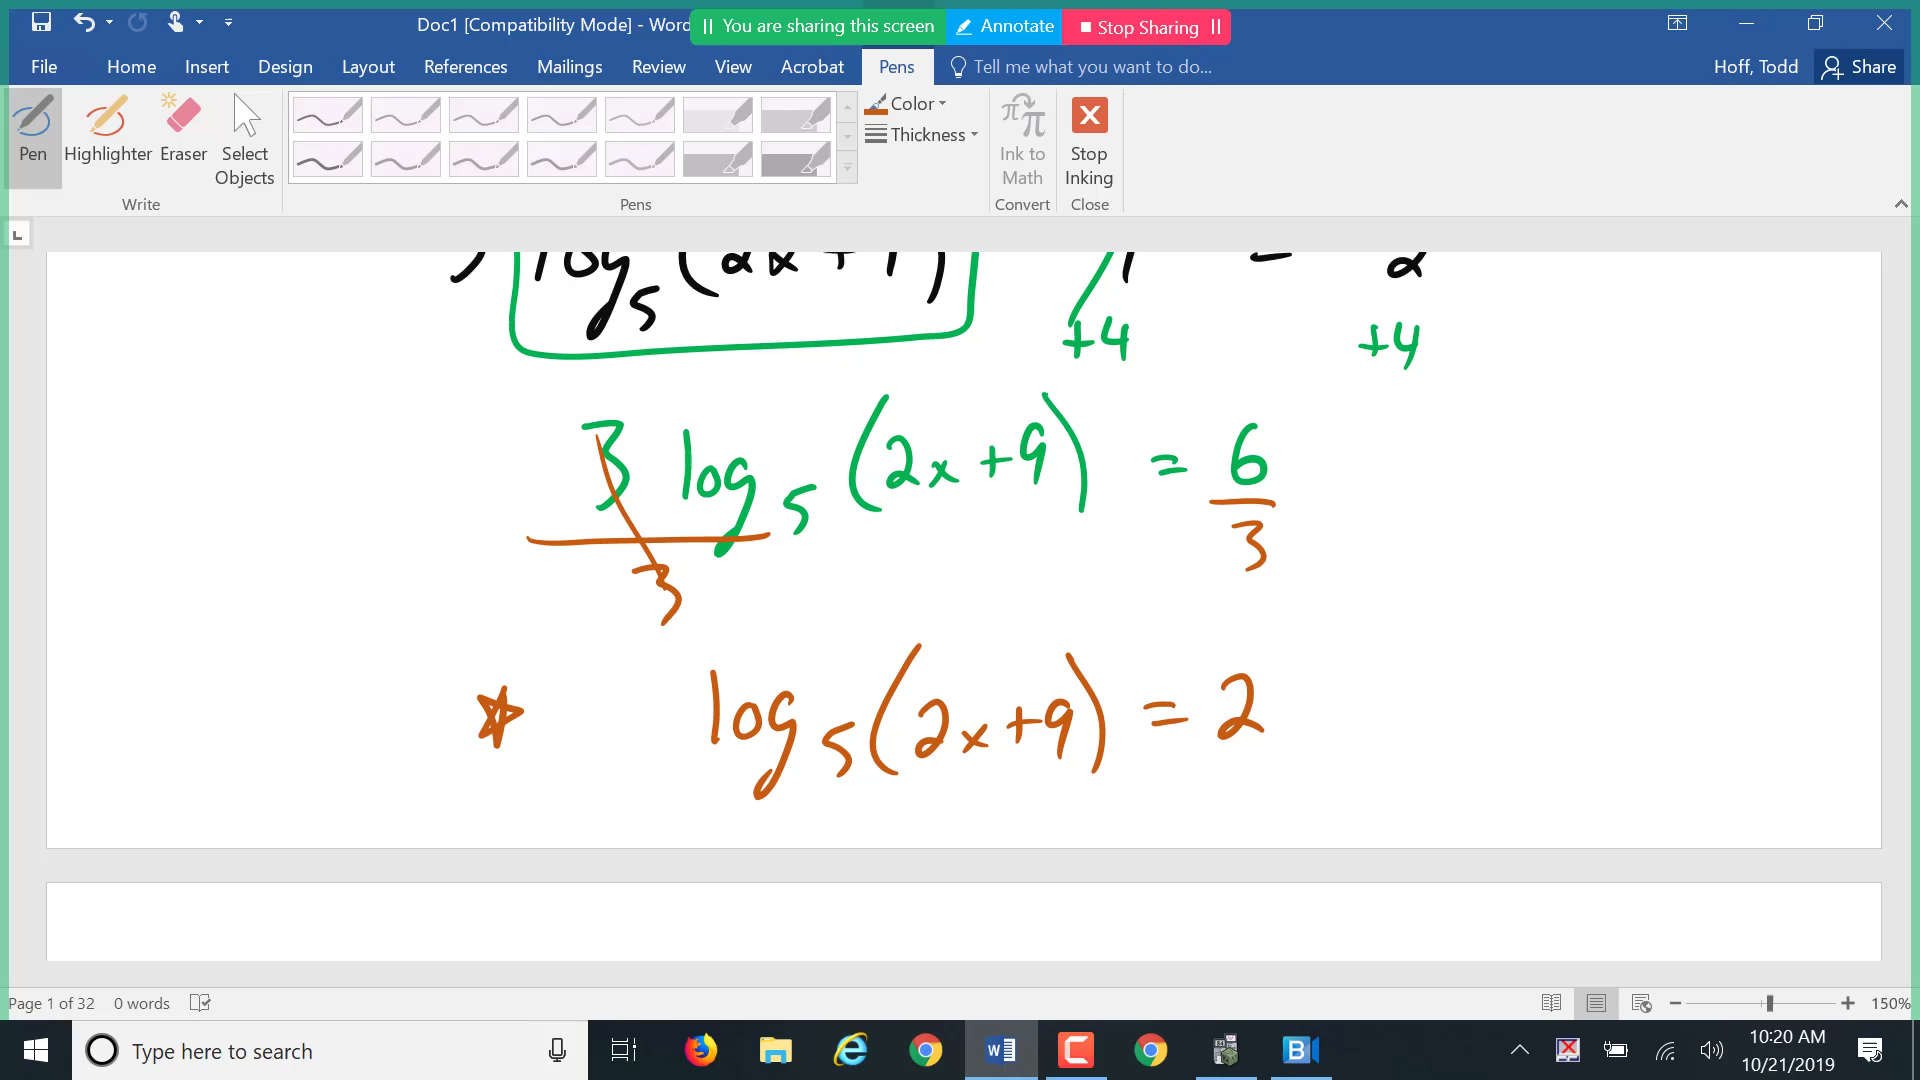 Doc1 [Compatibility Mode] - Word
You are sharing this screen
Annotate
Stop Sharing
File Home Insert Design Layout References Mailings Review View Acrobat Pens Tell me what you want to do... Hoff, Todd Share
Pen Highlighter Eraser Select Objects
Color
Thickness
Ink to Math
Stop Inking
Write Pens Convert Close
log₅(2x+9) = 2
+4 +4
3 log₅(2x+9) = 6
3 3
log₅(2x+9) = 2
Page 1 of 32 0 words 150%
Type here to search
10:20 AM
10/21/2019